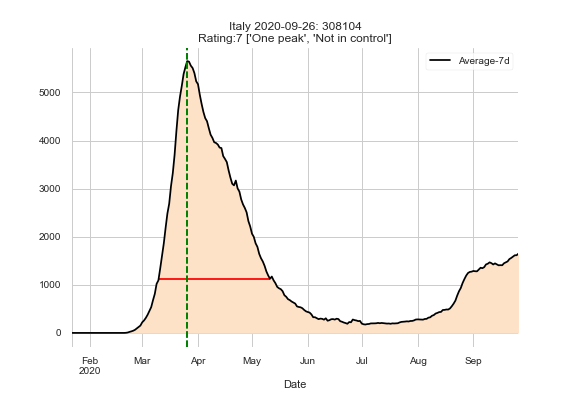 Italy 2020-09-26: 308104
Rating:7 ['One peak', 'Not in control']
Average-7d
5000
4000
3000
2000
1000
0
Feb
2020
Mar
Apr
May
Jun
Jul
Aug
Sep
Date